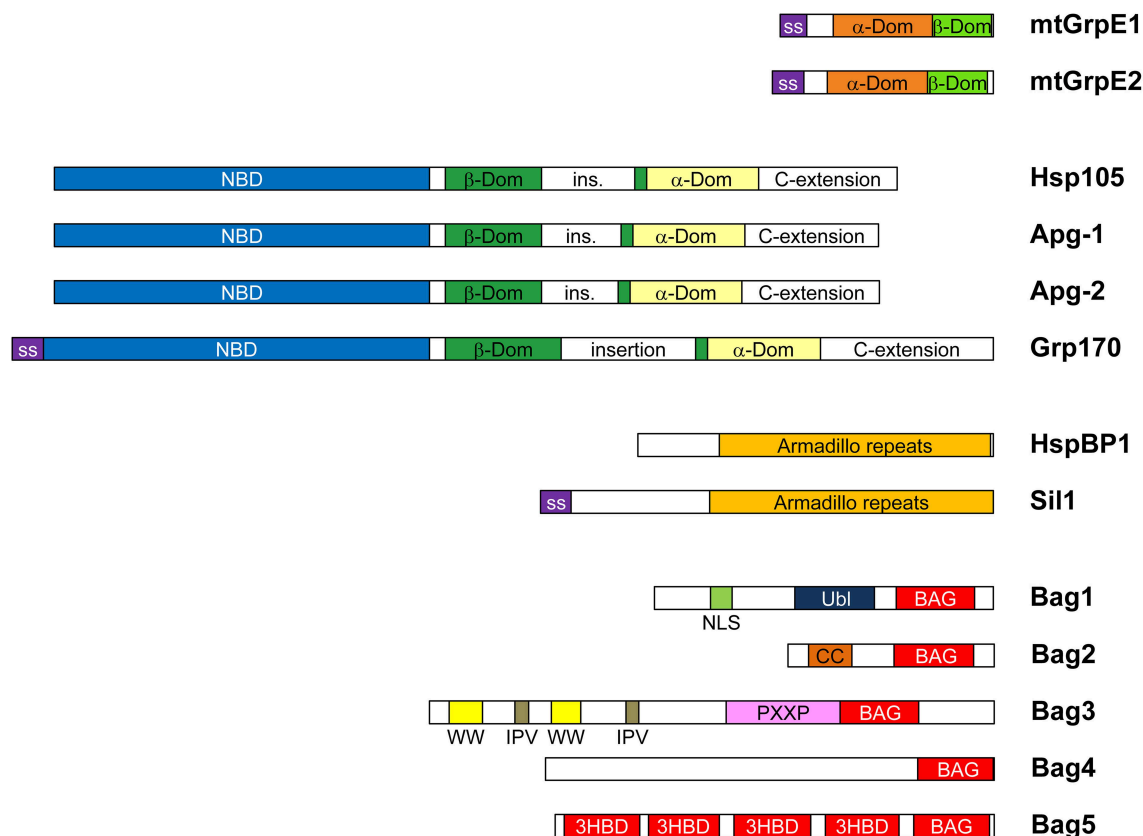 ss α-Dom β-Dom mtGrpE1
ss α-Dom β-Dom mtGrpE2
NBD β-Dom ins. α-Dom C-extension Hsp105
NBD β-Dom ins. α-Dom C-extension Apg-1
NBD β-Dom ins. α-Dom C-extension Apg-2
ss NBD β-Dom insertion α-Dom C-extension Grp170
Armadillo repeats HspBP1
ss Armadillo repeats Sil1
Ubl BAG Bag1
NLS
CC BAG Bag2
PXXP BAG Bag3
WW IPV WW IPV
BAG Bag4
3HBD 3HBD 3HBD 3HBD BAG Bag5